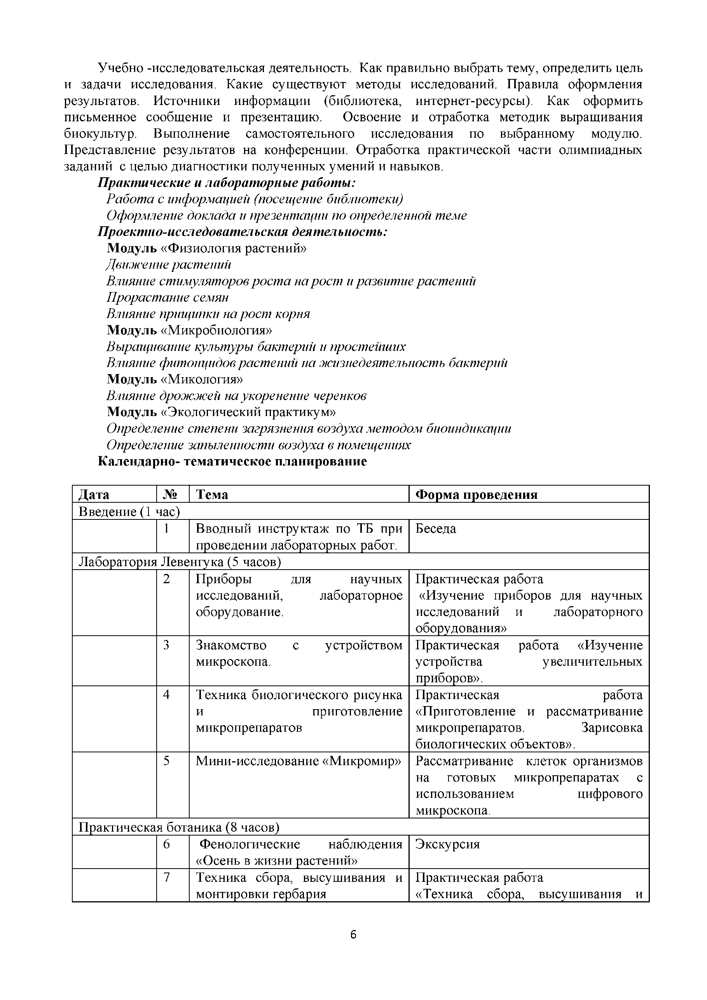 Учебно -исследовательская деятельность. Как правильно выбрать тему, определить цель
и задачи исследования. Какие существуют методы исследований. Правила оформления
результатов. Источники информации (библиотека, интернет-ресурсы). Как оформить
письменное сообщение и презентацию. Освоение и отработка методик выращивания
биокультур. Выполнение самостоятельного исследования по выбранному модулю.
Представление результатов на конференции. Отработка практической части олимпиадных
заданий с целью диагностики полученных умений и навыков.
Практические и лабораторные работы:
Работа с информацией (посещение библиотеки)
Оформление доклада и презентации по определенной теме
Проектно-исследовательская деятельность:
Модуль «Физиология растений»
Движение растений
Влияние стимуляторов роста на рост и развитие растений
Прорастание семян
Влияние прищипки на рост корня
Модуль «Микробиология»
Выращивание культуры бактерий и простейших
Влияние фитонцидов растений на жизнедеятельность бактерий
Модуль «Микология»
Влияние дрожжей на укоренение черенков
Модуль «Экологический практикум»
Определение степени загрязнения воздуха методом биоиндикации
Определение запыленности воздуха в помещениях
Календарно- тематическое планирование
Дата № Тема Форма проведения
Введение (1 час)
1 Вводный инструктаж по ТБ при Беседа
проведении лабораторных работ.
Лаборатория Левенгука (5 часов)
2 Приборы для научных Практическая работа
исследований, лабораторное «Изучение приборов для научных
оборудование. исследований и лабораторного
оборудования»
3 Знакомство с устройством Практическая работа «Изучение
микроскопа. устройства увеличительных
приборов».
4 Техника биологического рисунка Практическая работа
и приготовление «Приготовление и рассматривание
микропрепаратов микропрепаратов. Зарисовка
биологических объектов».
5 Мини-исследование «Микромир» Рассматривание клеток организмов
на готовых микропрепаратах с
использованием цифрового
микроскопа.
Практическая ботаника (8 часов)
6 Фенологические наблюдения Экскурсия
«Осень в жизни растений»
7 Техника сбора, высушивания и Практическая работа
монтировки гербария «Техника сбора, высушивания и
6